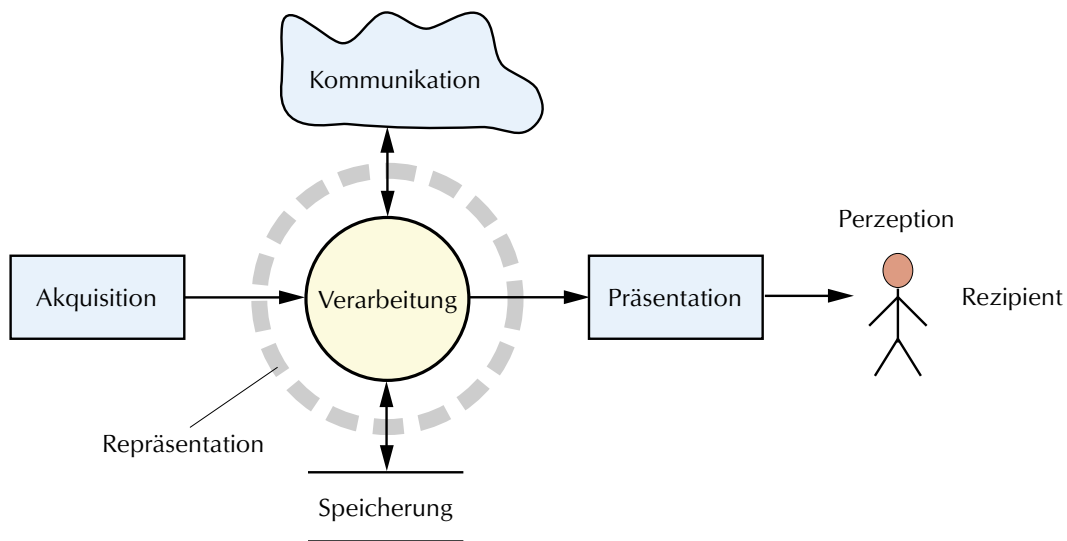 Kommunikation
Perzeption
Akquisition
Verarbeitung
Präsentation
Rezipient
Repräsentation
Speicherung